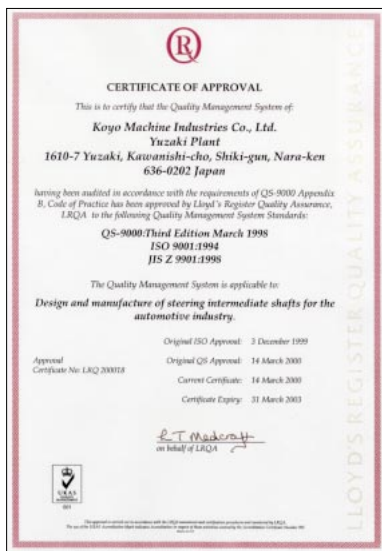 R
CERTIFICATE OF APPROVAL
This is to certify that the Quality Management System of:
Koyo Machine Industries Co., Ltd.
Yuzaki Plant
1610-7 Yuzaki, Kawanishi-cho, Shiki-gun, Nara-ken
636-0202 Japan
having been audited in accordance with the requirements of QS-9000 Appendix
B, Code of Practice has been approved by Lloyd's Register Quality Assurance,
LRQA to the following Quality Management System Standards:
QS-9000:Third Edition March 1998
ISO 9001:1994
JIS Z 9901:1998
The Quality Management System is applicable to:
Design and manufacture of steering intermediate shafts for the
automotive industry.
Original ISO Approval: 3 December 1999
Approval
Certificate No: LRQ 200018
Original QS Approval: 14 March 2000
Current Certificate: 14 March 2000
Certificate Expiry: 31 March 2003
R T Medcraft
on behalf of LRQA
UKAS
001
LLOYD'S REGISTER QUALITY ASSURANCE